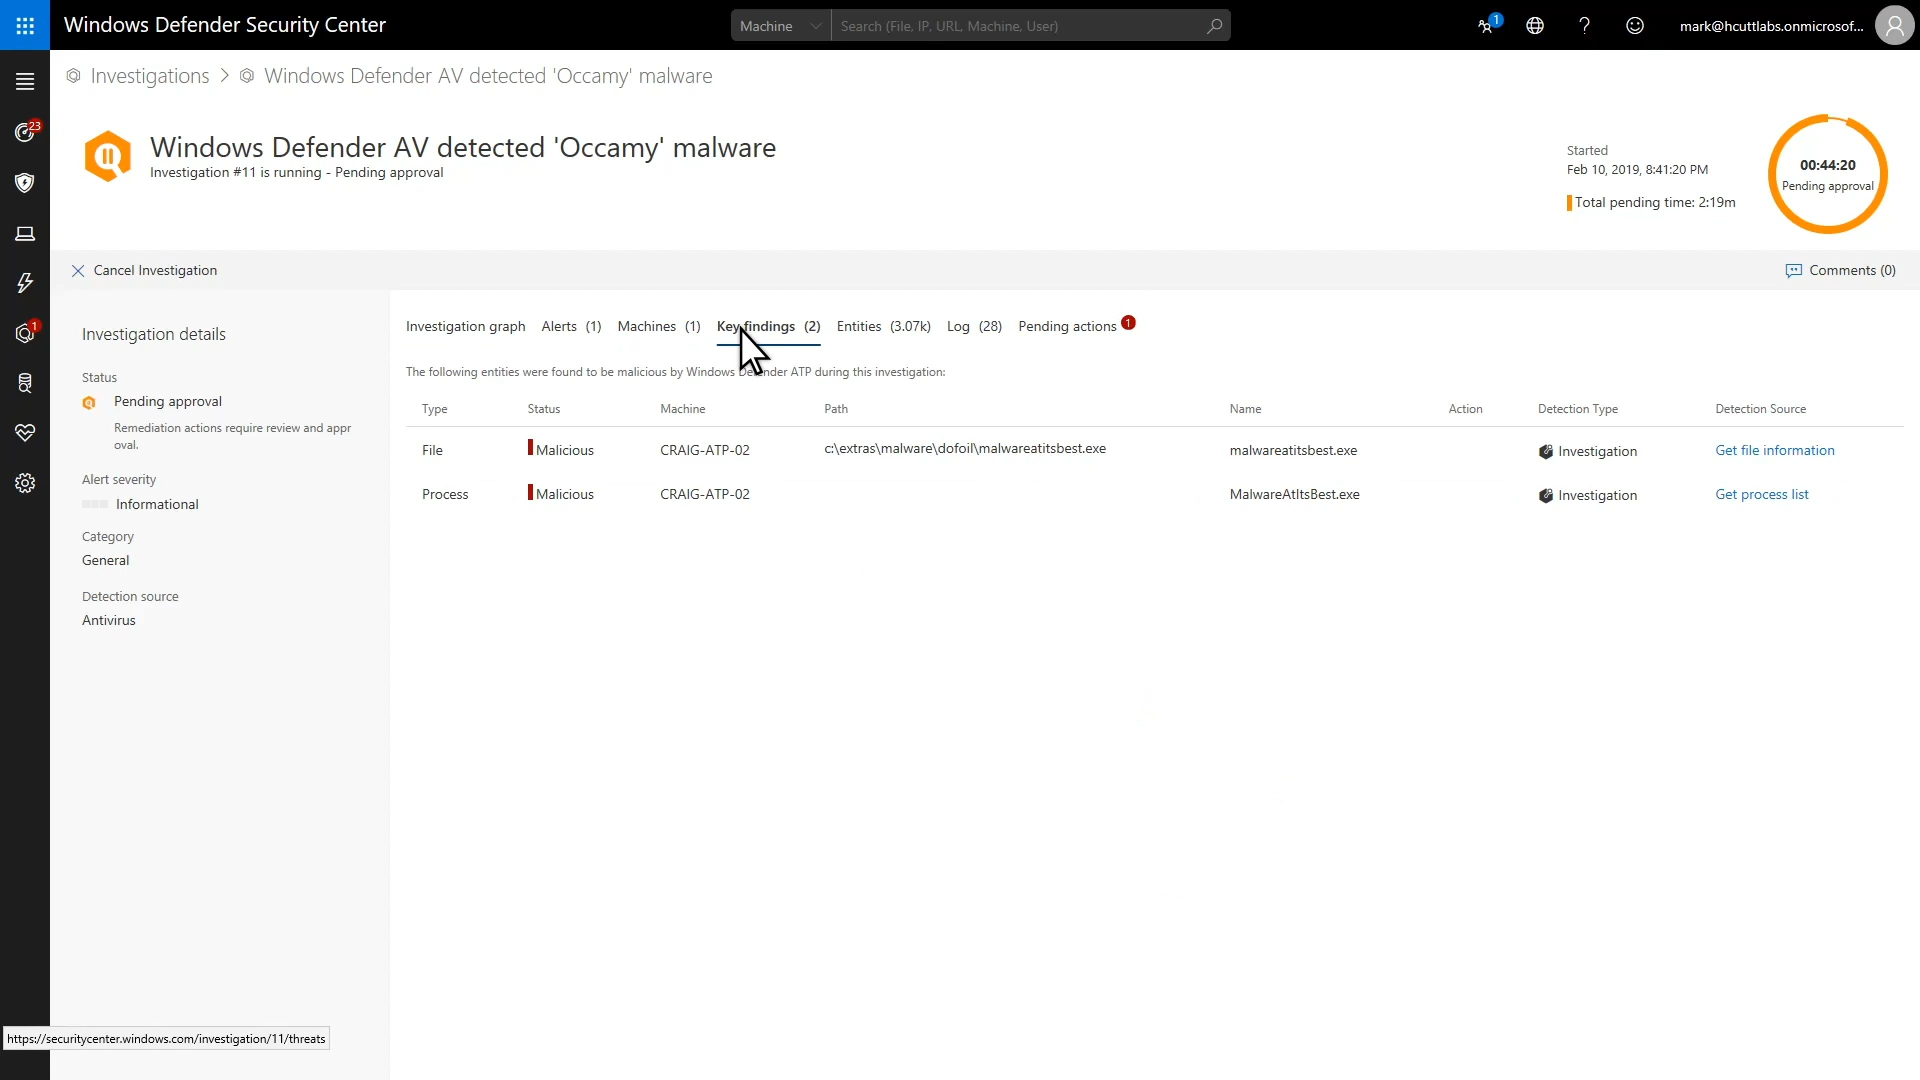 Windows Defender Security Center
Machine
Search (File, IP, URL, Machine, User)
1
mark@hcuttlabs.onmicrosof...
Investigations > Windows Defender AV detected 'Occamy' malware
23
Windows Defender AV detected 'Occamy' malware
Investigation #11 is running - Pending approval
Started
Feb 10, 2019, 8:41:20 PM
Total pending time: 2:19m
00:44:20
Pending approval
Cancel Investigation
Comments (0)
1
Investigation details
Status
Pending approval
Remediation actions require review and appr
oval.
Alert severity
Informational
Category
General
Detection source
Antivirus
Investigation graph Alerts (1) Machines (1) Key findings (2) Entities (3.07k) Log (28) Pending actions 1
The following entities were found to be malicious by Windows Defender ATP during this investigation:
Type Status Machine Path Name Action Detection Type Detection Source
File Malicious CRAIG-ATP-02 c:\extras\malware\dofoil\malwareatitsbest.exe malwareatitsbest.exe Investigation Get file information
Process Malicious CRAIG-ATP-02 MalwareAtItsBest.exe Investigation Get process list
https://securitycenter.windows.com/investigation/11/threats